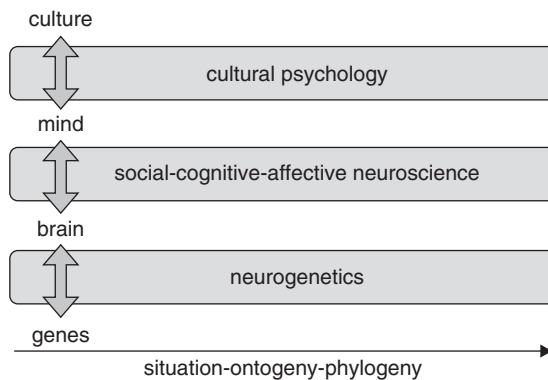 culture
cultural psychology
mind
social-cognitive-affective neuroscience
brain
neurogenetics
genes
situation-ontogeny-phylogeny